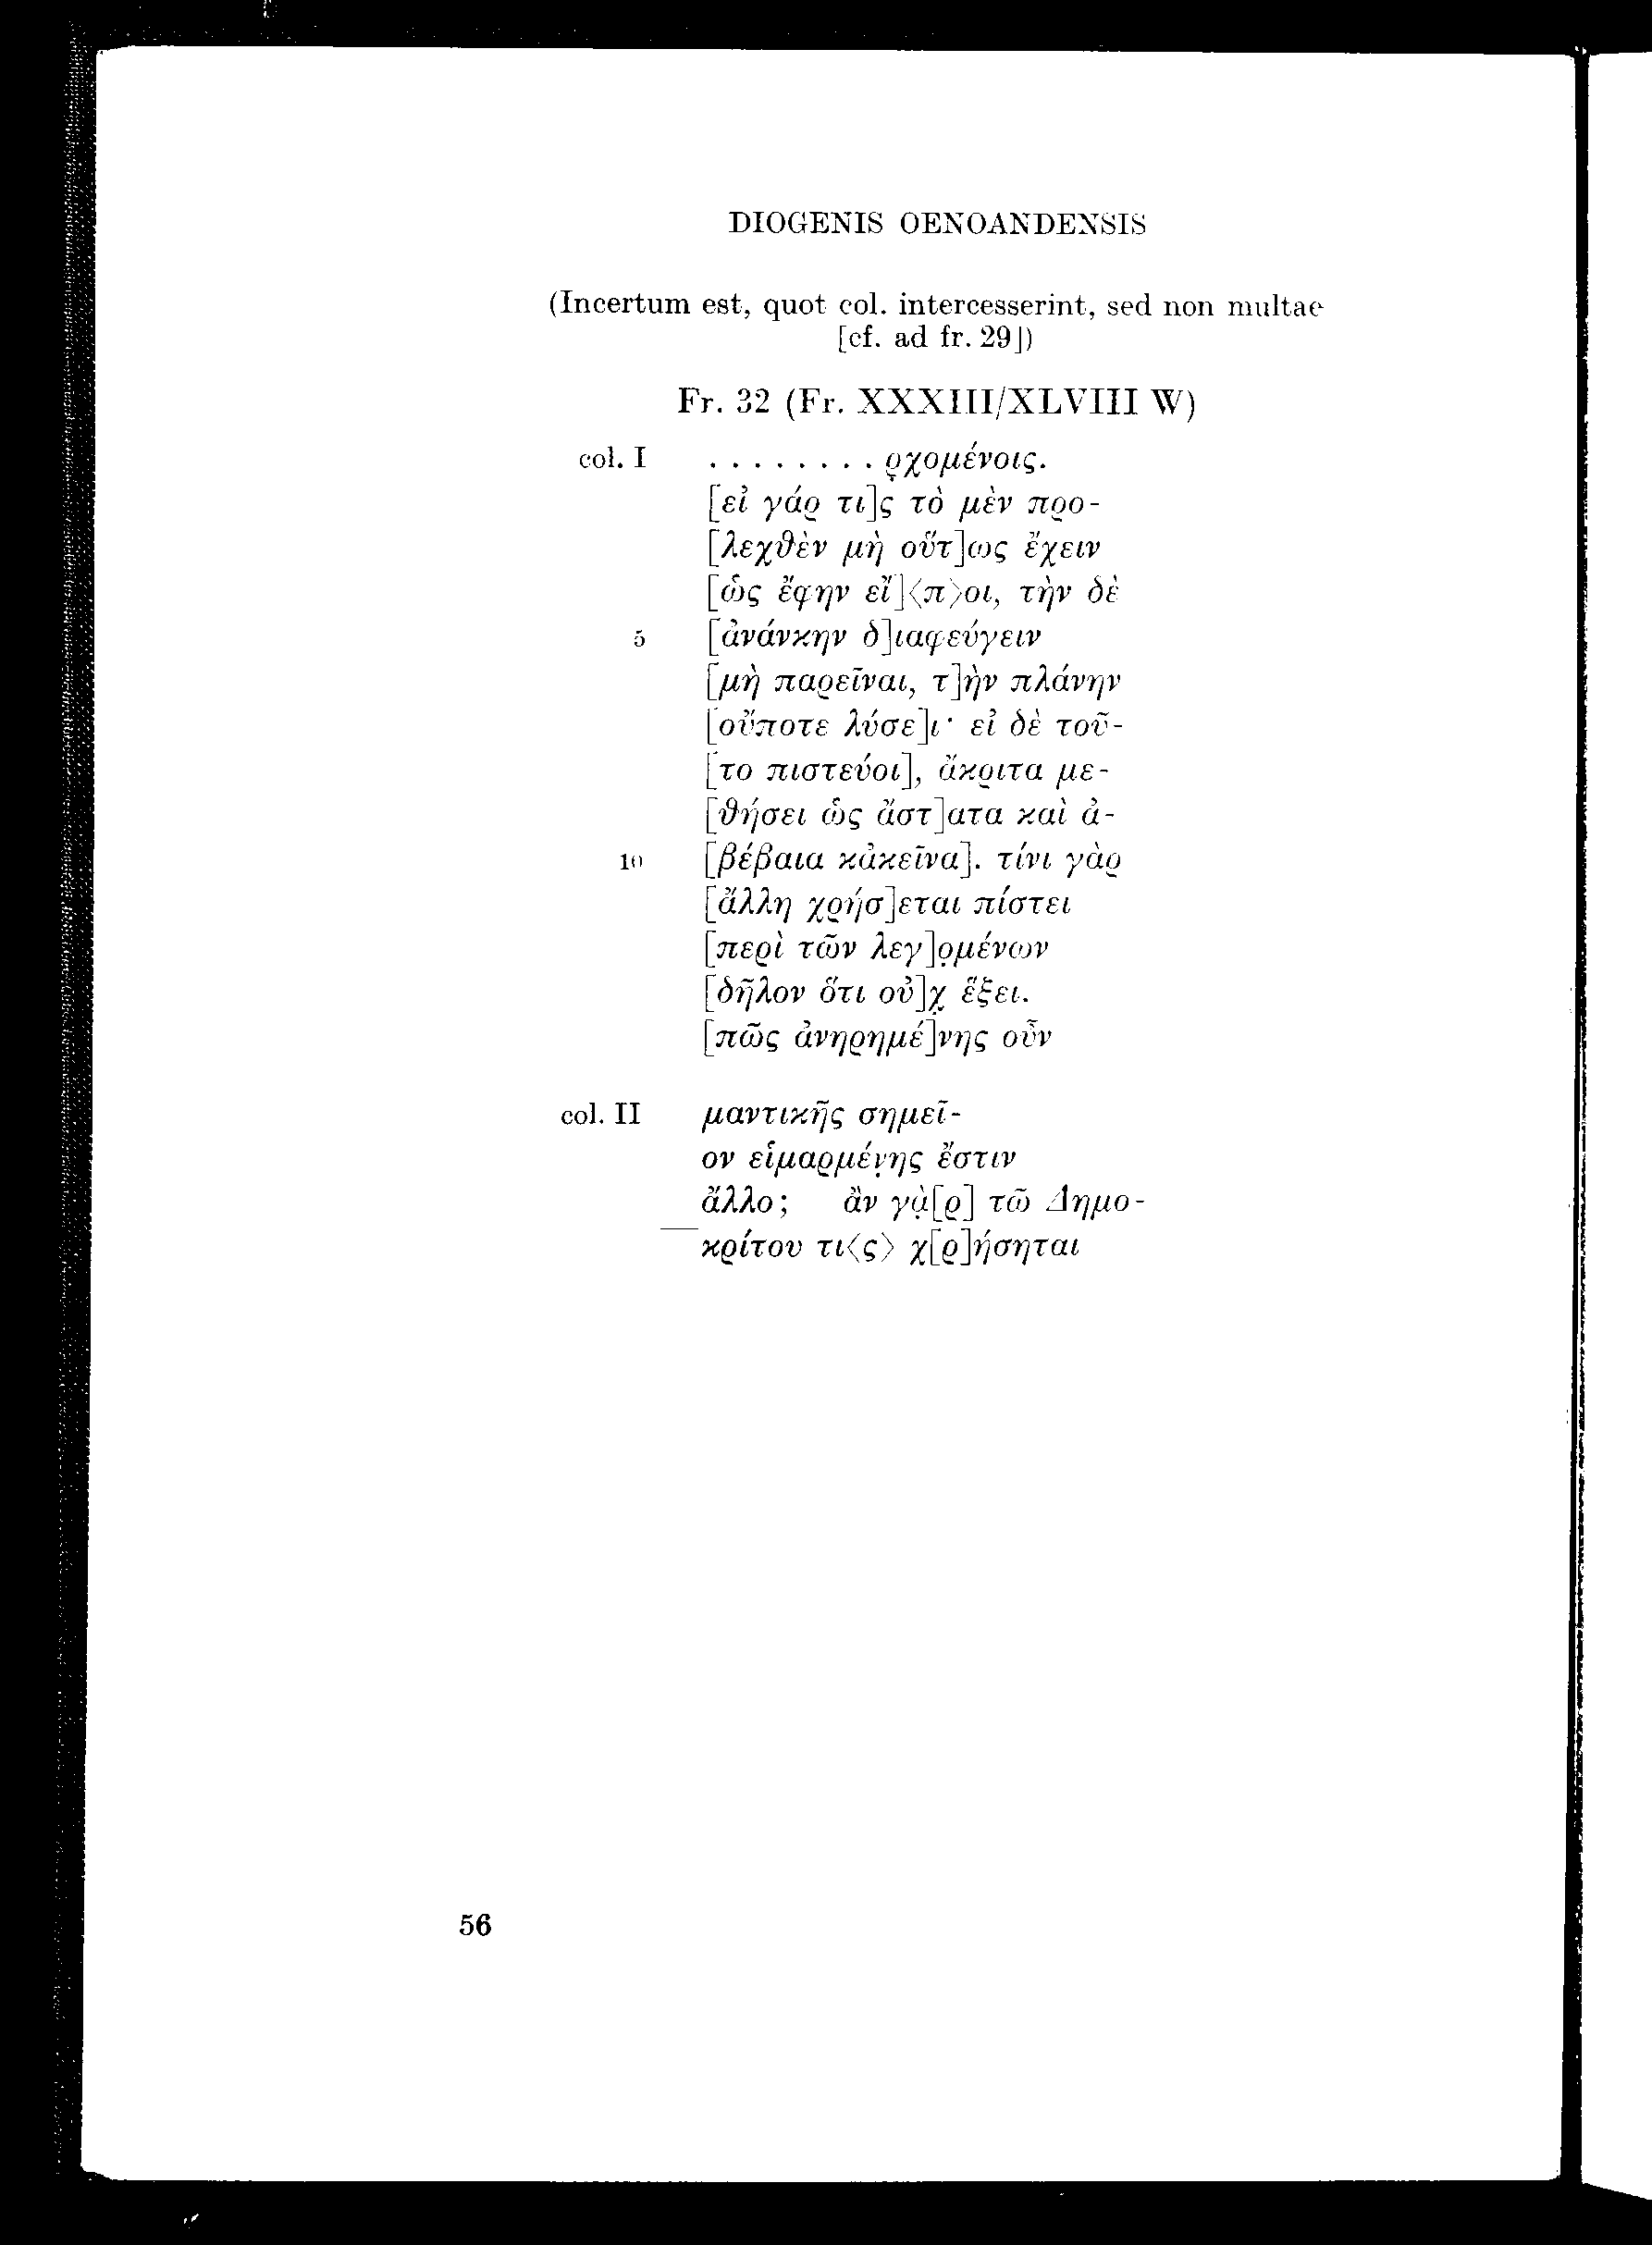 DIOGENIS OENOANDENSIS
(Incertum est, quot col. intercesserint, sed non multae
[cf. ad fr. 29])
Fr. 32 (Fr. XXXIII/XLVIII W)
col. I . . . . . . . . ρ̣χομένοις.
[εἰ γάρ τι]ς τὸ μὲν προ-
[λεχθὲν μὴ οὕτ]ως ἔχειν
[ὡς ἔφην εἴ]⟨π⟩οι, τὴν δὲ
5 [ἀνάνκην δ]ιαφεύγειν
[μὴ παρεῖναι, τ]ὴν πλάνην
[οὔποτε λύσε]ι· εἰ δὲ τοῦ-
[το πιστεύοι], ἄκριτα με-
[θήσει ὡς ἄστ]ατα καὶ ἀ-
10 [βέβαια κἀκεῖνα]. τίνι γὰρ
[ἄλλη χρήσ]εται πίστει
[περὶ τῶν λεγ]ο̣μένων
[δῆλον ὅτι οὐ]χ̣ ἕξει.
[πῶς ἀνηρημέ]νης οὖν
col. II μαντικῆς σημεῖ-
ον εἱμαρμέν̣ης ἔστιν
ἄλλο; ἂν γὰ̣[ρ] τῶ Δημο-
κρίτου τι⟨ς⟩ χ[ρ]ήσηται
56